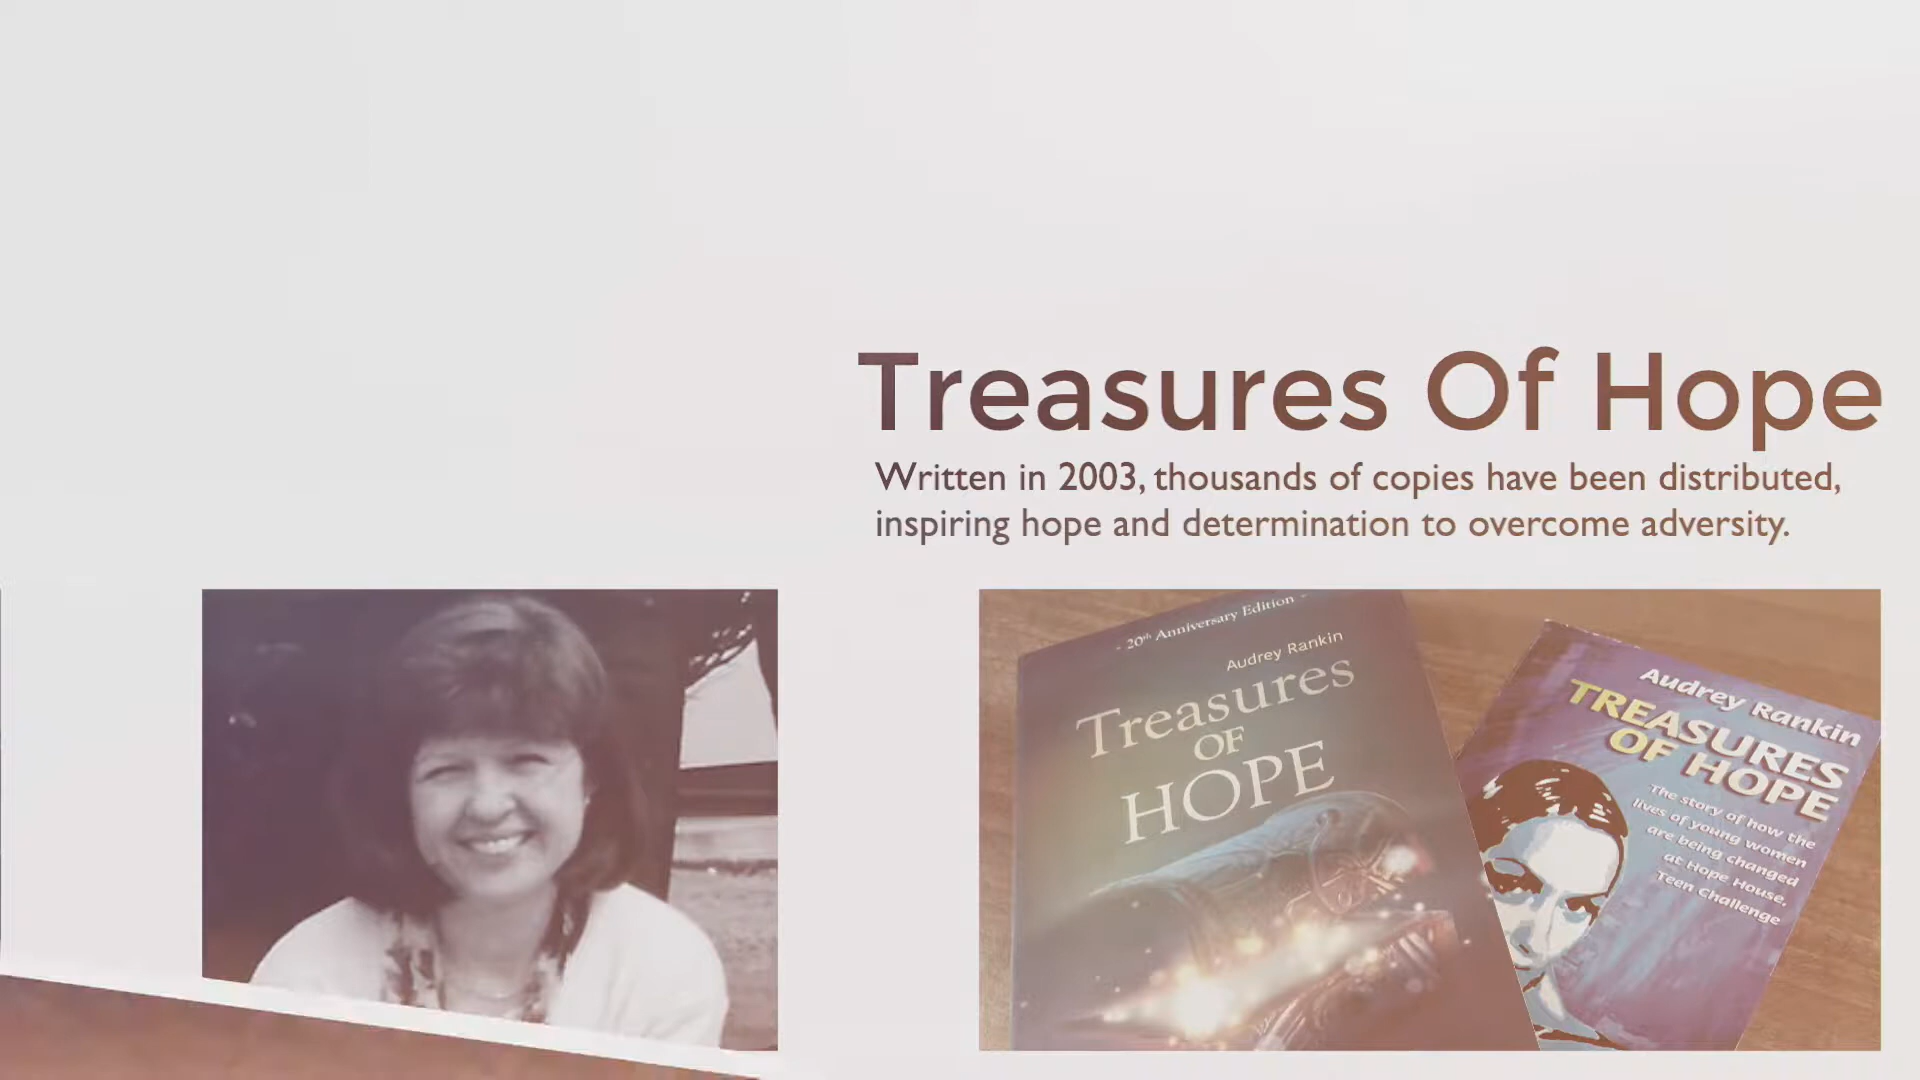 Treasures Of Hope
Written in 2003, thousands of copies have been distributed,
inspiring hope and determination to overcome adversity.
- 20th Anniversary Edition -
Audrey Rankin
Treasures
OF
HOPE
Audrey Rankin
TREASURES
OF HOPE
The story of how the
lives of young women
are being changed
at Hope House,
Teen Challenge